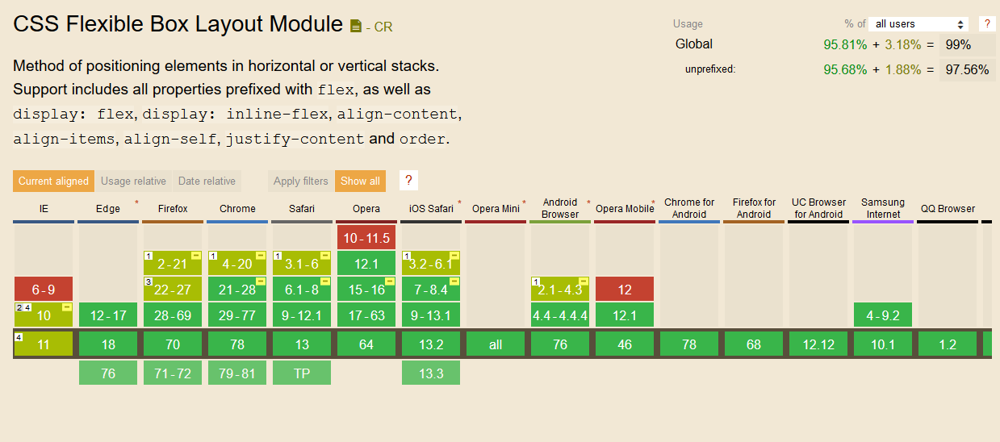 CSS Flexible Box Layout Module - CR
Usage % of all users ?
Global 95.81% + 3.18% = 99%
unprefixed: 95.68% + 1.88% = 97.56%
Method of positioning elements in horizontal or vertical stacks.
Support includes all properties prefixed with flex, as well as
display: flex, display: inline-flex, align-content,
align-items, align-self, justify-content and order.
Current aligned Usage relative Date relative Apply filters Show all ?
IE Edge * Firefox Chrome Safari Opera iOS Safari * Opera Mini * Android Browser * Opera Mobile * Chrome for Android Firefox for Android UC Browser for Android Samsung Internet QQ Browser
10-11.5
1 2-21 1 4-20 1 3.1-6 12.1 1 3.2-6.1
6-9 3 22-27 21-28 6.1-8 15-16 7-8.4 1 2.1-4.3 12
2 4 10 12-17 28-69 29-77 9-12.1 17-63 9-13.1 4.4-4.4.4 12.1 4-9.2
4 11 18 70 78 13 64 13.2 all 76 46 78 68 12.12 10.1 1.2
76 71-72 79-81 TP 13.3